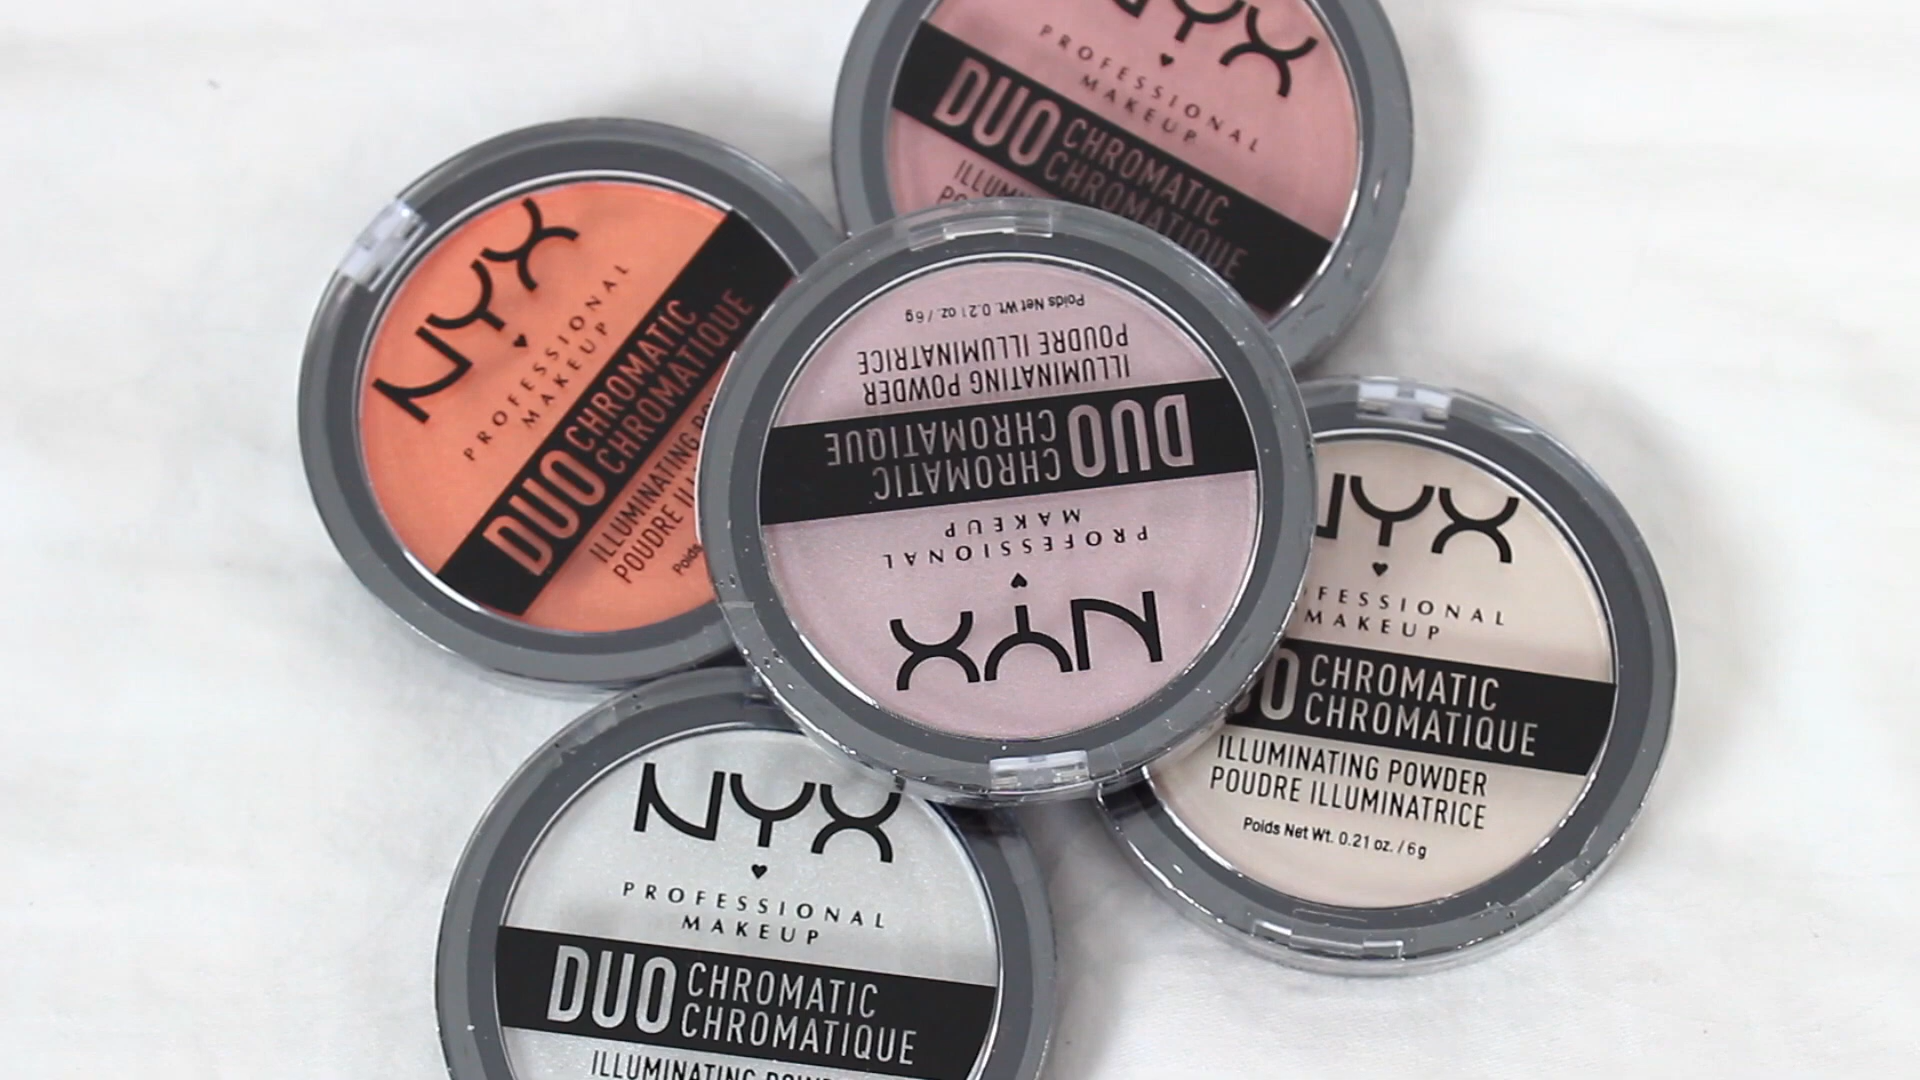 NYX
PROFESSIONAL
MAKEUP
DUO CHROMATIC
CHROMATIQUE
NYX
PROFESSIONAL
MAKEUP
DUO CHROMATIC
CHROMATIQUE
ILLUMINATING
POUDRE
Poids
NYX
PROFESSIONAL
MAKEUP
DUO CHROMATIC
CHROMATIQUE
ILLUMINATING POWDER
POUDRE ILLUMINATRICE
Poids Net Wt. 0.21 oz. / 6g
NYX
MAKEUP
CHROMATIC
CHROMATIQUE
ILLUMINATING POWDER
POUDRE ILLUMINATRICE
Poids Net Wt. 0.21 oz. / 6g
NYX
PROFESSIONAL
MAKEUP
DUO CHROMATIC
CHROMATIQUE
ILLUMINATING